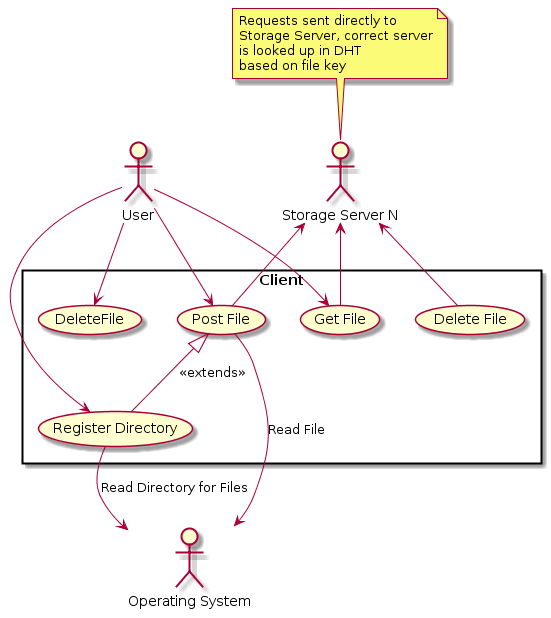 Requests sent directly to
Storage Server, correct server
is looked up in DHT
based on file key
User
Storage Server N
Client
DeleteFile
Post File
Get File
Delete File
«extends»
Register Directory
Read File
Read Directory for Files
Operating System